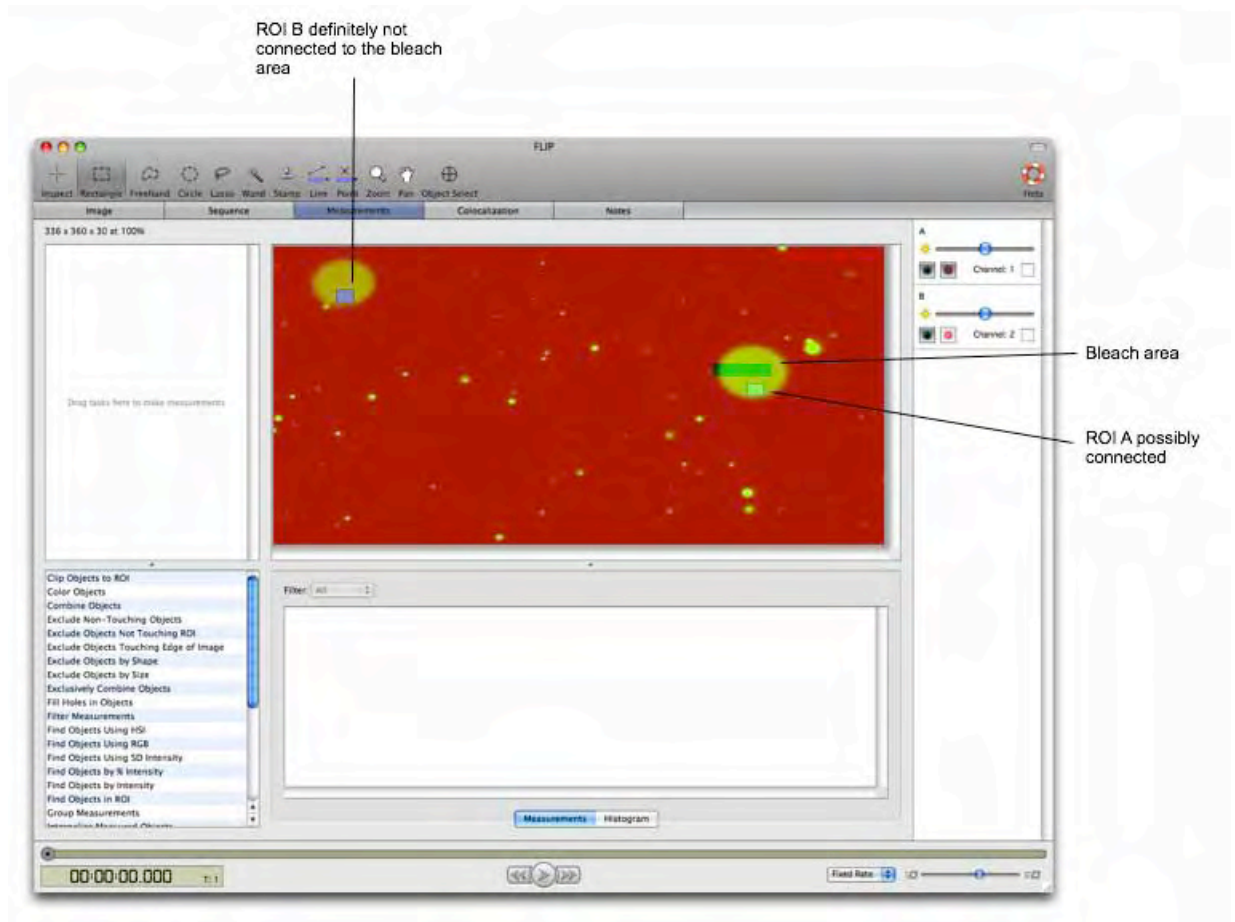 ROI B definitely not
connected to the bleach
area
FLIP
Inspect Rectangle Freehand Circle Lasso Wand Stamp Line Point Zoom Pan Object Select
Help
Image Sequence Measurements Colocalization Notes
336 x 360 x 30 at 100%
Drag tasks here to make measurements
A
Channel: 1
B
Channel: 2
Bleach area
ROI A possibly
connected
Clip Objects to ROI
Color Objects
Combine Objects
Exclude Non-Touching Objects
Exclude Objects Not Touching ROI
Exclude Objects Touching Edge of Image
Exclude Objects by Shape
Exclude Objects by Size
Exclusively Combine Objects
Fill Holes in Objects
Filter Measurements
Find Objects Using HSI
Find Objects Using RGB
Find Objects Using SD Intensity
Find Objects by % Intensity
Find Objects by Intensity
Find Objects in ROI
Group Measurements
Filter: All
Measurements Histogram
00:00:00.000 T: 1
Fixed Rate